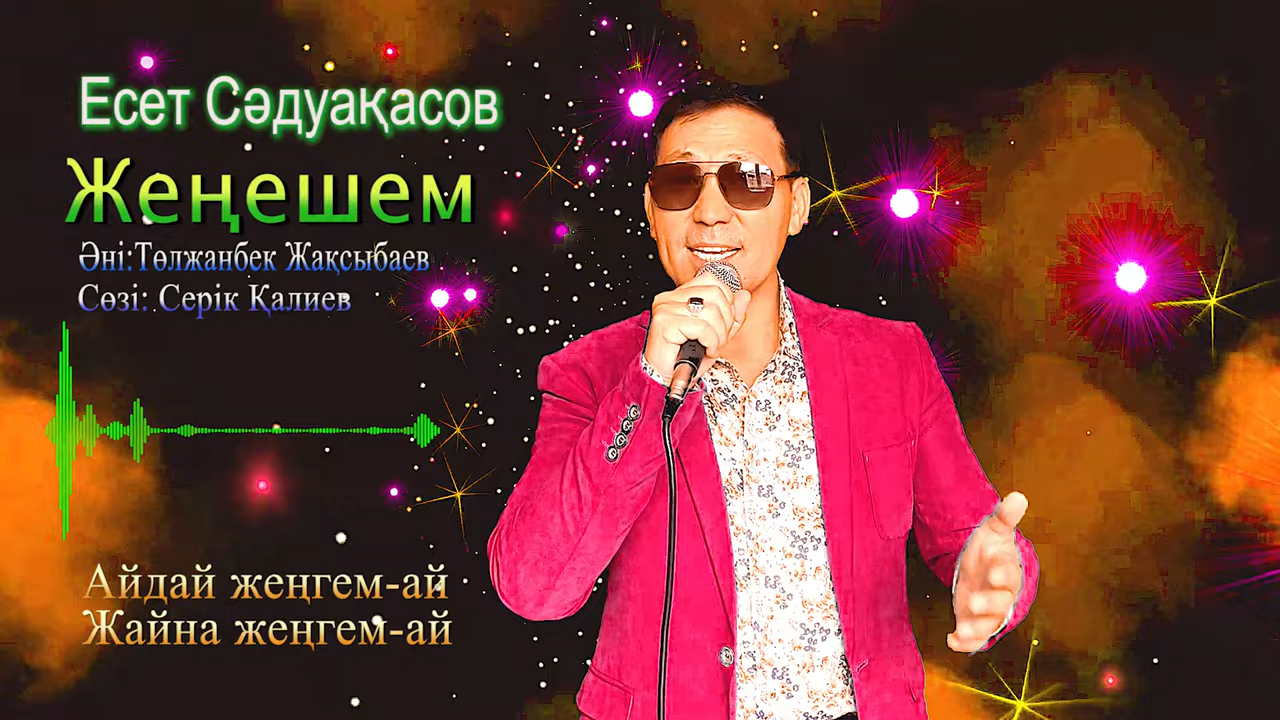 Есет Сәдуақасов
Жеңешем
Әні:Төлжанбек Жақсыбаев
Сөзі: Серік Қалиев
Айдай жеңгем-ай
Жайна жеңгем-ай